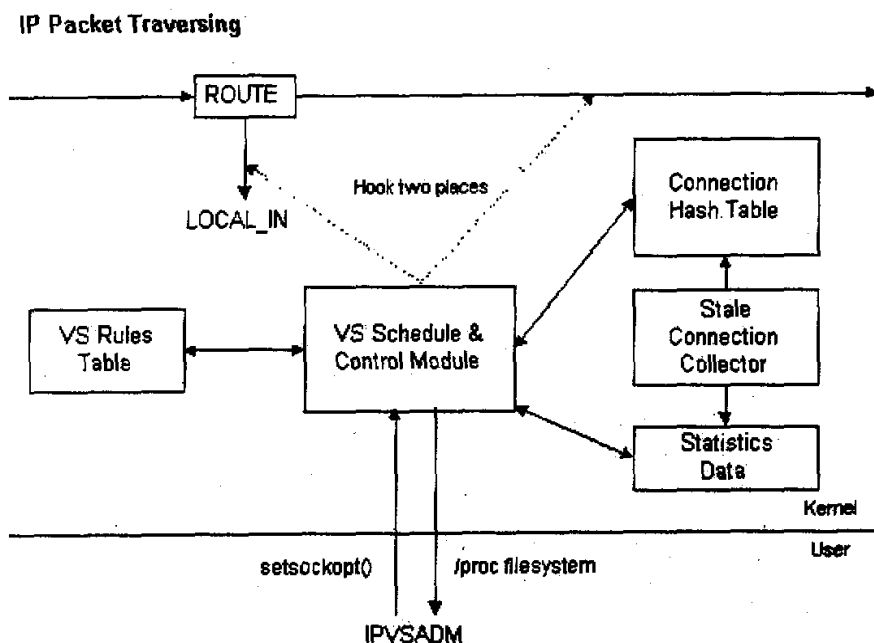 IP Packet Traversing
ROUTE
Hook two places
LOCAL_IN
Connection
Hash Table
VS Rules
Table
VS Schedule &
Control Module
Stale
Connection
Collector
Statistics
Data
Kernel
User
setsockopt()
/proc filesystem
IPVSADM